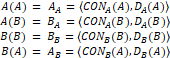 A(A) = A_A = ⟨CON_A(A), D_A(A)⟩
A(B) = B_A = ⟨CON_A(B), D_A(B)⟩
B(B) = B_B = ⟨CON_B(B), D_B(B)⟩
B(A) = A_B = ⟨CON_B(A), D_B(A)⟩